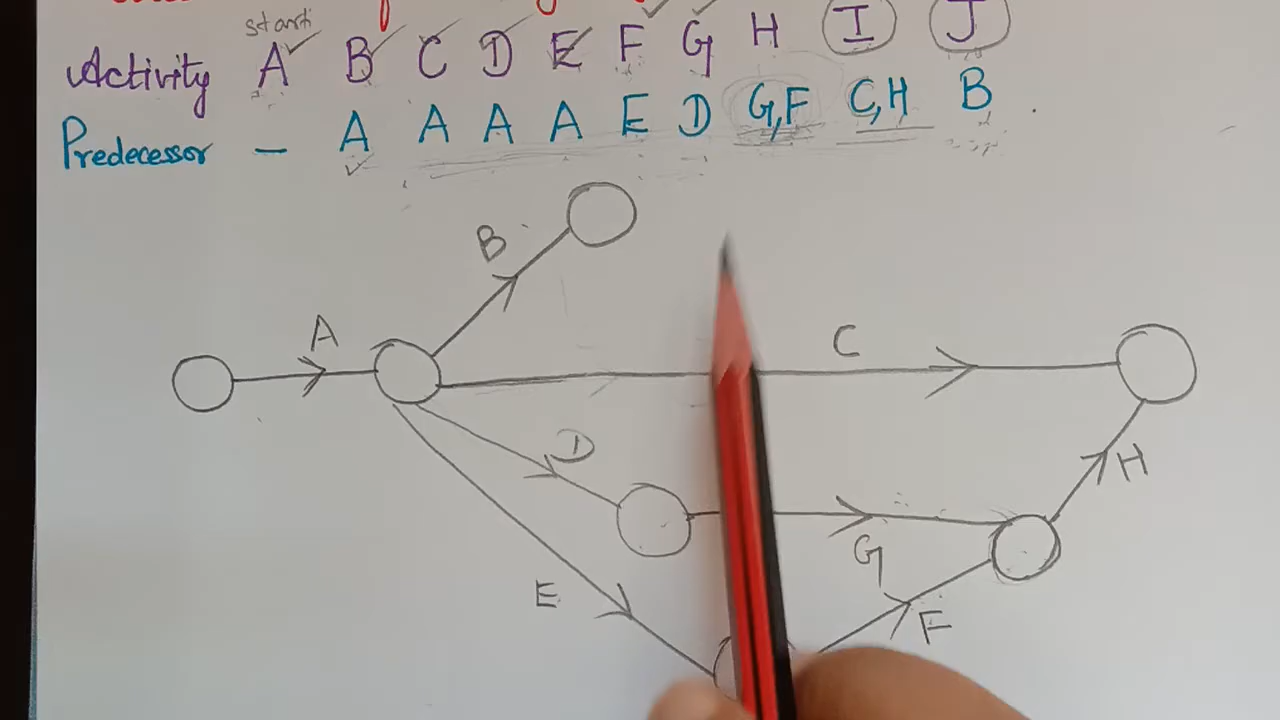 start
Activity A B C D E F G H I J
Predecessor - A A A A E D G,F C,H B
B
A
C
D
H
G
E
F